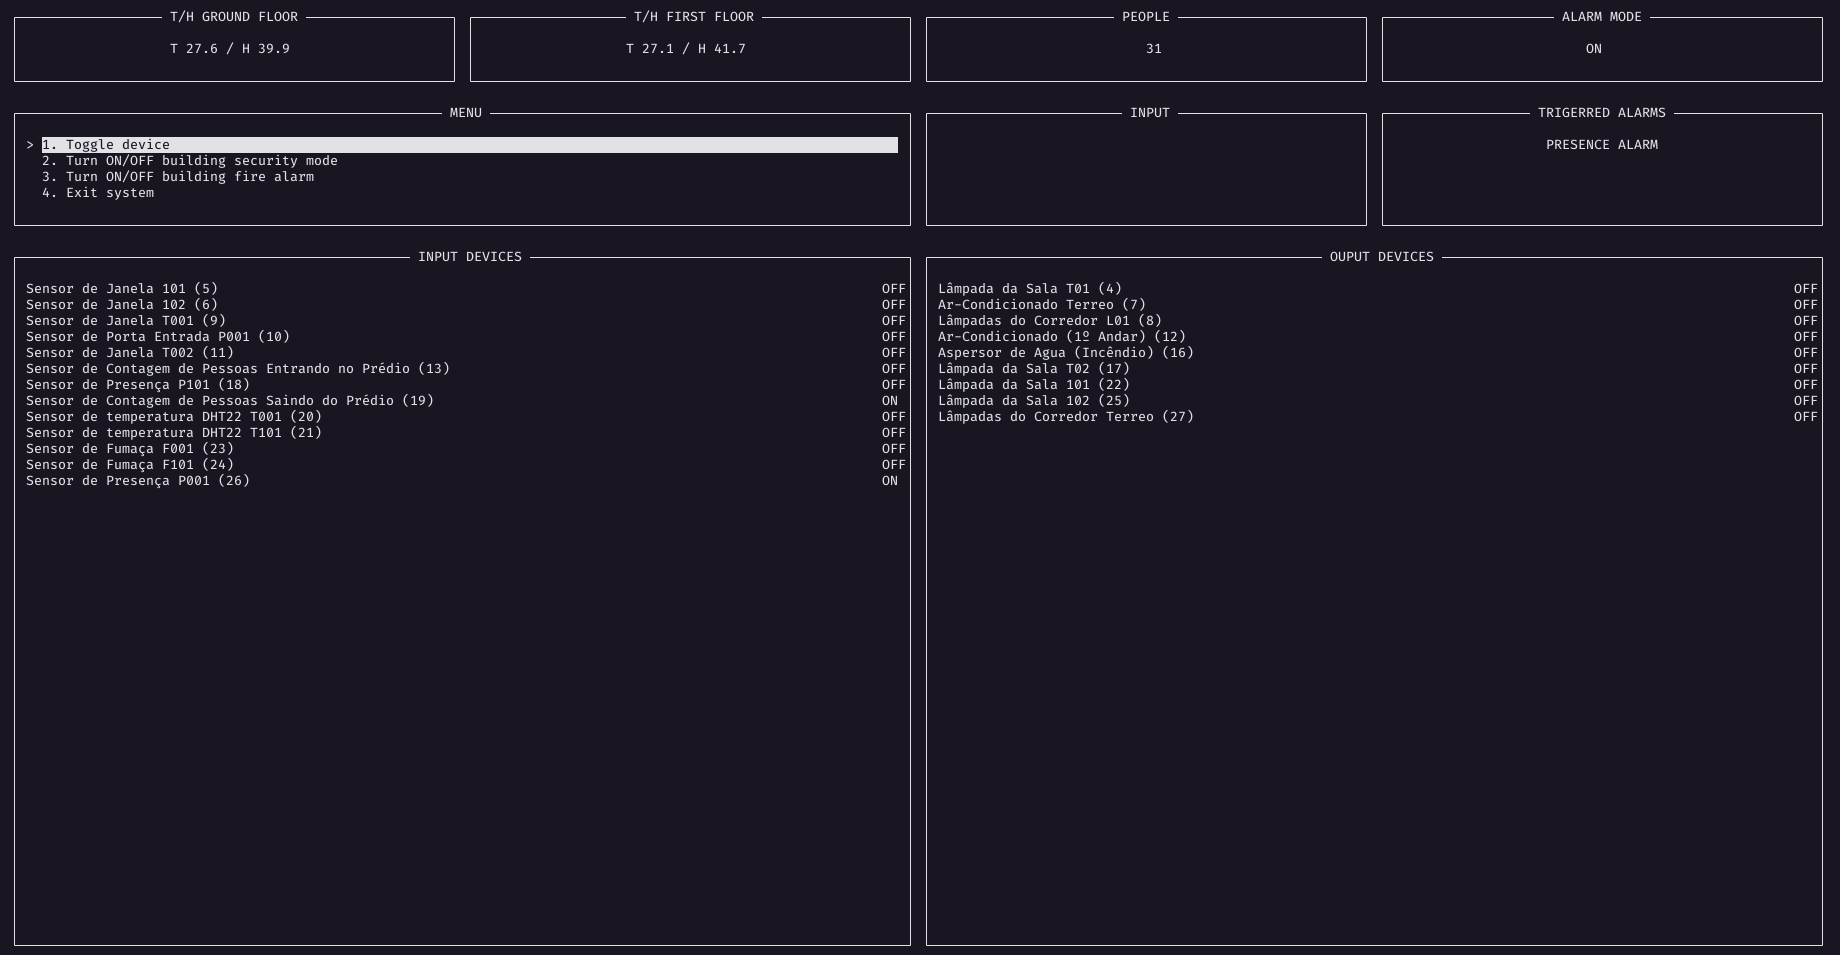 T/H GROUND FLOOR
T 27.6 / H 39.9
T/H FIRST FLOOR
T 27.1 / H 41.7
PEOPLE
31
ALARM MODE
ON
MENU
> 1. Toggle device
2. Turn ON/OFF building security mode
3. Turn ON/OFF building fire alarm
4. Exit system
INPUT
TRIGERRED ALARMS
PRESENCE ALARM
INPUT DEVICES
Sensor de Janela 101 (5) OFF
Sensor de Janela 102 (6) OFF
Sensor de Janela T001 (9) OFF
Sensor de Porta Entrada P001 (10) OFF
Sensor de Janela T002 (11) OFF
Sensor de Contagem de Pessoas Entrando no Prédio (13) OFF
Sensor de Presença P101 (18) OFF
Sensor de Contagem de Pessoas Saindo do Prédio (19) ON
Sensor de temperatura DHT22 T001 (20) OFF
Sensor de temperatura DHT22 T101 (21) OFF
Sensor de Fumaça F001 (23) OFF
Sensor de Fumaça F101 (24) OFF
Sensor de Presença P001 (26) ON
OUPUT DEVICES
Lâmpada da Sala T01 (4) OFF
Ar-Condicionado Terreo (7) OFF
Lâmpadas do Corredor L01 (8) OFF
Ar-Condicionado (1º Andar) (12) OFF
Aspersor de Agua (Incêndio) (16) OFF
Lâmpada da Sala T02 (17) OFF
Lâmpada da Sala 101 (22) OFF
Lâmpada da Sala 102 (25) OFF
Lâmpadas do Corredor Terreo (27) OFF